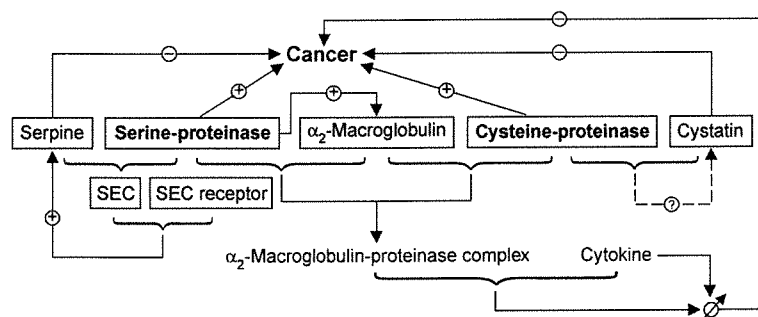 −
−
Cancer
+
+
+
Serpine
Serine-proteinase
α₂-Macroglobulin
Cysteine-proteinase
Cystatin
SEC
SEC receptor
+
?
α₂-Macroglobulin-proteinase complex
Cytokine